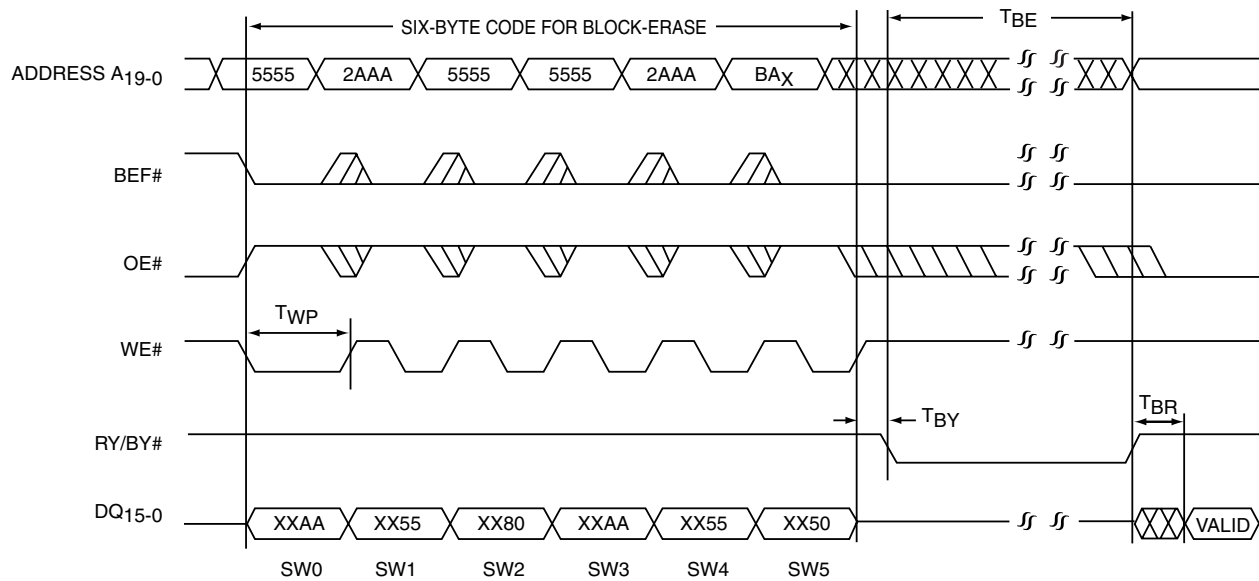 SIX-BYTE CODE FOR BLOCK-ERASE
TBE
ADDRESS A19-0
5555 2AAA 5555 5555 2AAA BAX
BEF#
OE#
TWP
WE#
TBY
TBR
RY/BY#
DQ15-0
XXAA XX55 XX80 XXAA XX55 XX50 VALID
SW0 SW1 SW2 SW3 SW4 SW5